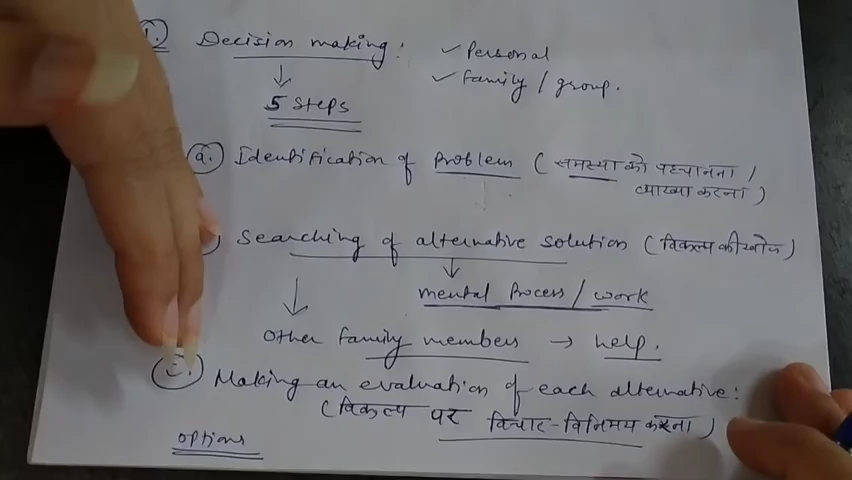 1. Decision making: ✓ Personal
✓ Family / group.
5 Steps
a. Identification of Problem (समस्या को पहचानना /
व्याख्या करना)
Searching of alternative solution (विकल्प की खोज)
mental Process / work
Other family members → help.
c. Making an evaluation of each alternative:
(विकल्प पर विचार-विनिमय करना)
options